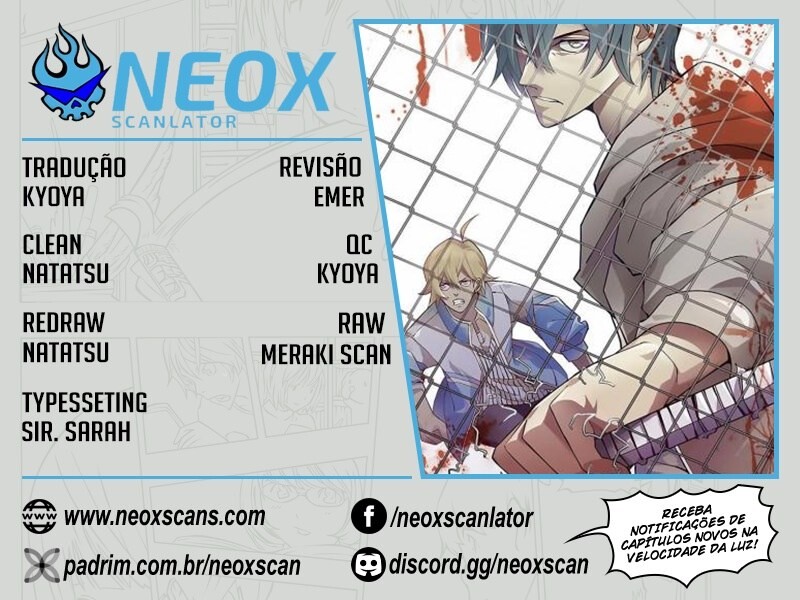 NEOX
SCANLATOR
TRADUÇÃO
KYOYA
REVISÃO
EMER
CLEAN
NATATSU
QC
KYOYA
REDRAW
NATATSU
RAW
MERAKI SCAN
TYPESSETING
SIR. SARAH
www.neoxscans.com
/neoxscanlator
padrim.com.br/neoxscan
discord.gg/neoxscan
RECEBA
NOTIFICAÇÕES DE
CAPÍTULOS NOVOS NA
VELOCIDADE DA LUZ!